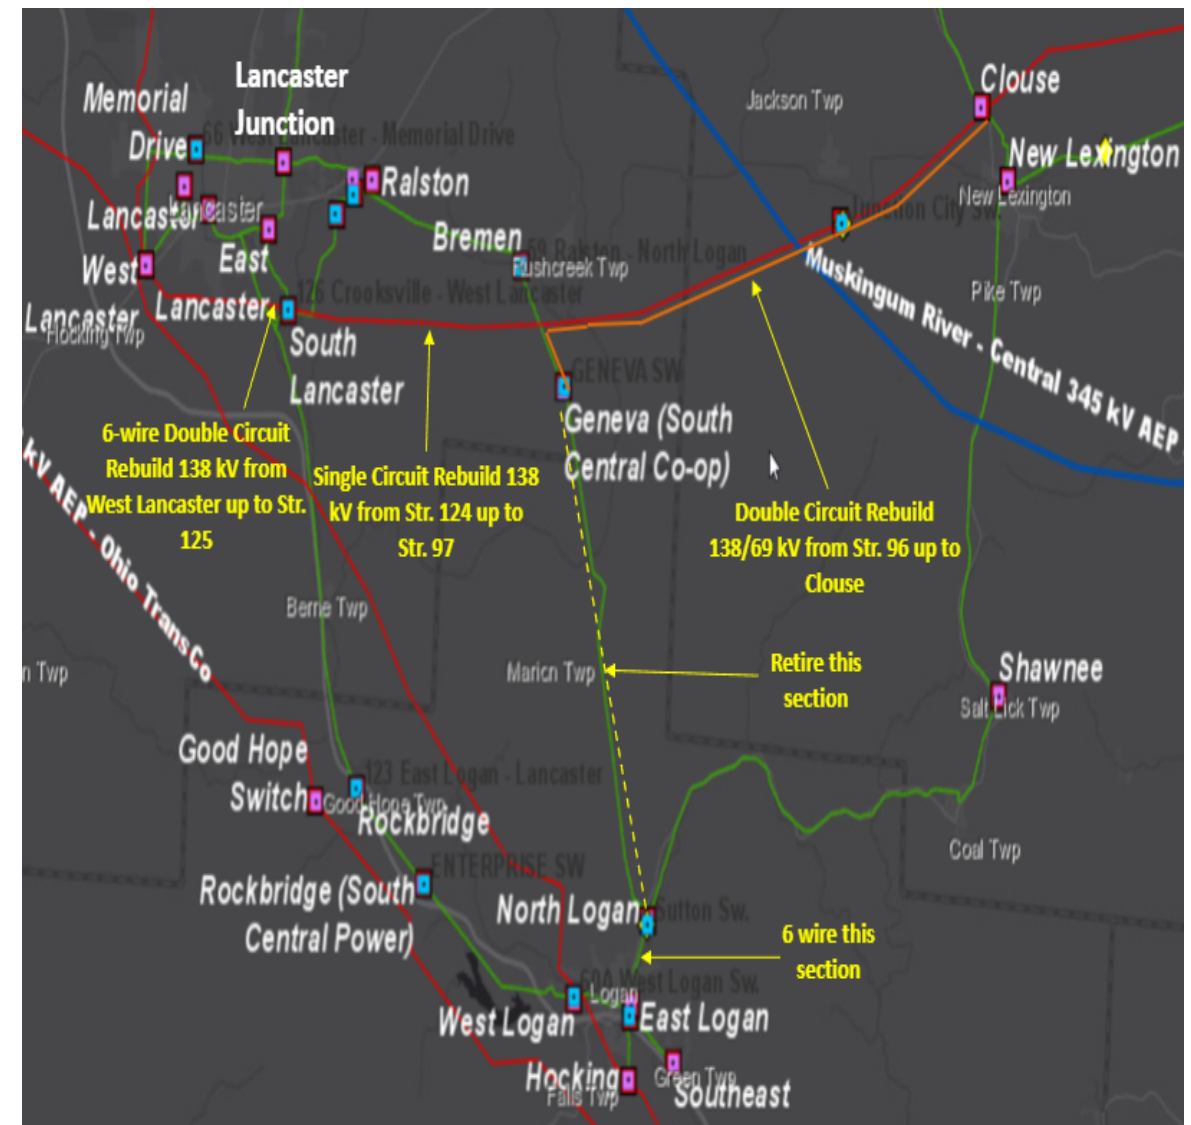 Lancaster
Junction
Memorial
Drive
66 West Lancaster - Memorial Drive
Ralston
Lancaster
Lancaster
East
Lancaster
Bremen
69 Ralston - North Logan
Rushcreek Twp
West
Lancaster
Hocking Twp
126 Crooksville - West Lancaster
South
Lancaster
Jackson Twp
Clouse
New Lexington
New Lexington
Junction City Sw.
Pike Twp
Muskingum River - Central 345 kV AEP
GENEVA SW
Geneva (South
Central Co-op)
6-wire Double Circuit
Rebuild 138 kV from
West Lancaster up to Str.
125
Single Circuit Rebuild 138
kV from Str. 124 up to
Str. 97
Double Circuit Rebuild
138/69 kV from Str. 96 up to
Clouse
kV AEP - Ohio TransCo
Berne Twp
n Twp
Marion Twp
Retire this
section
Shawnee
Salt Lick Twp
Good Hope
Switch
Good Hope Twp
123 East Logan - Lancaster
Rockbridge
Coal Twp
ENTERPRISE SW
Rockbridge (South
Central Power)
North Logan
Sutton Sw.
6 wire this
section
69A West Logan Sw.
Logan
West Logan
East Logan
Hocking
Falls Twp
Green Twp
Southeast